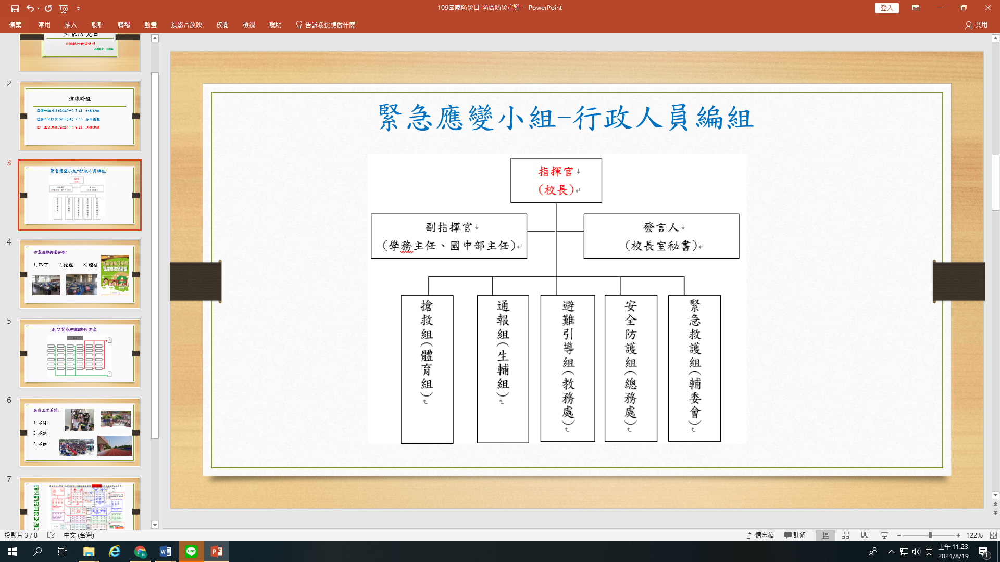 109國家防災日-防震防災宣導 - PowerPoint
登入
檔案 常用 插入 設計 轉場 動畫 投影片放映 校閱 檢視 說明 告訴我您想做什麼 共用
國家防災日
演練執行計畫說明
2
演練時程
◎第一次預演:9/14(一) 7:45 全校演練
◎第二次預演:9/17(四) 7:45 原地掩護
◎ 正式演練:9/21(一) 9:21 全校演練
3
緊急應變小組-行政人員編組
4
防震避難掩護要領:
1.趴下 2.掩護 3.穩住
5
教室緊急避難疏散方式
6
疏散三不原則:
1.不語
2.不跑
3.不推
7
緊急應變小組-行政人員編組
指揮官↓
(校長)↵
副指揮官↓
(學務主任、國中部主任)↵
發言人↓
(校長室秘書)↵
搶救組(體育組)↵
通報組(生輔組)↵
避難引導組(教務處)↵
安全防護組(總務處)↵
緊急救護組(輔委會)↵
投影片 3 / 8 中文 (台灣) 備忘稿 註解 122%
英
上午 11:23
2021/8/19
1